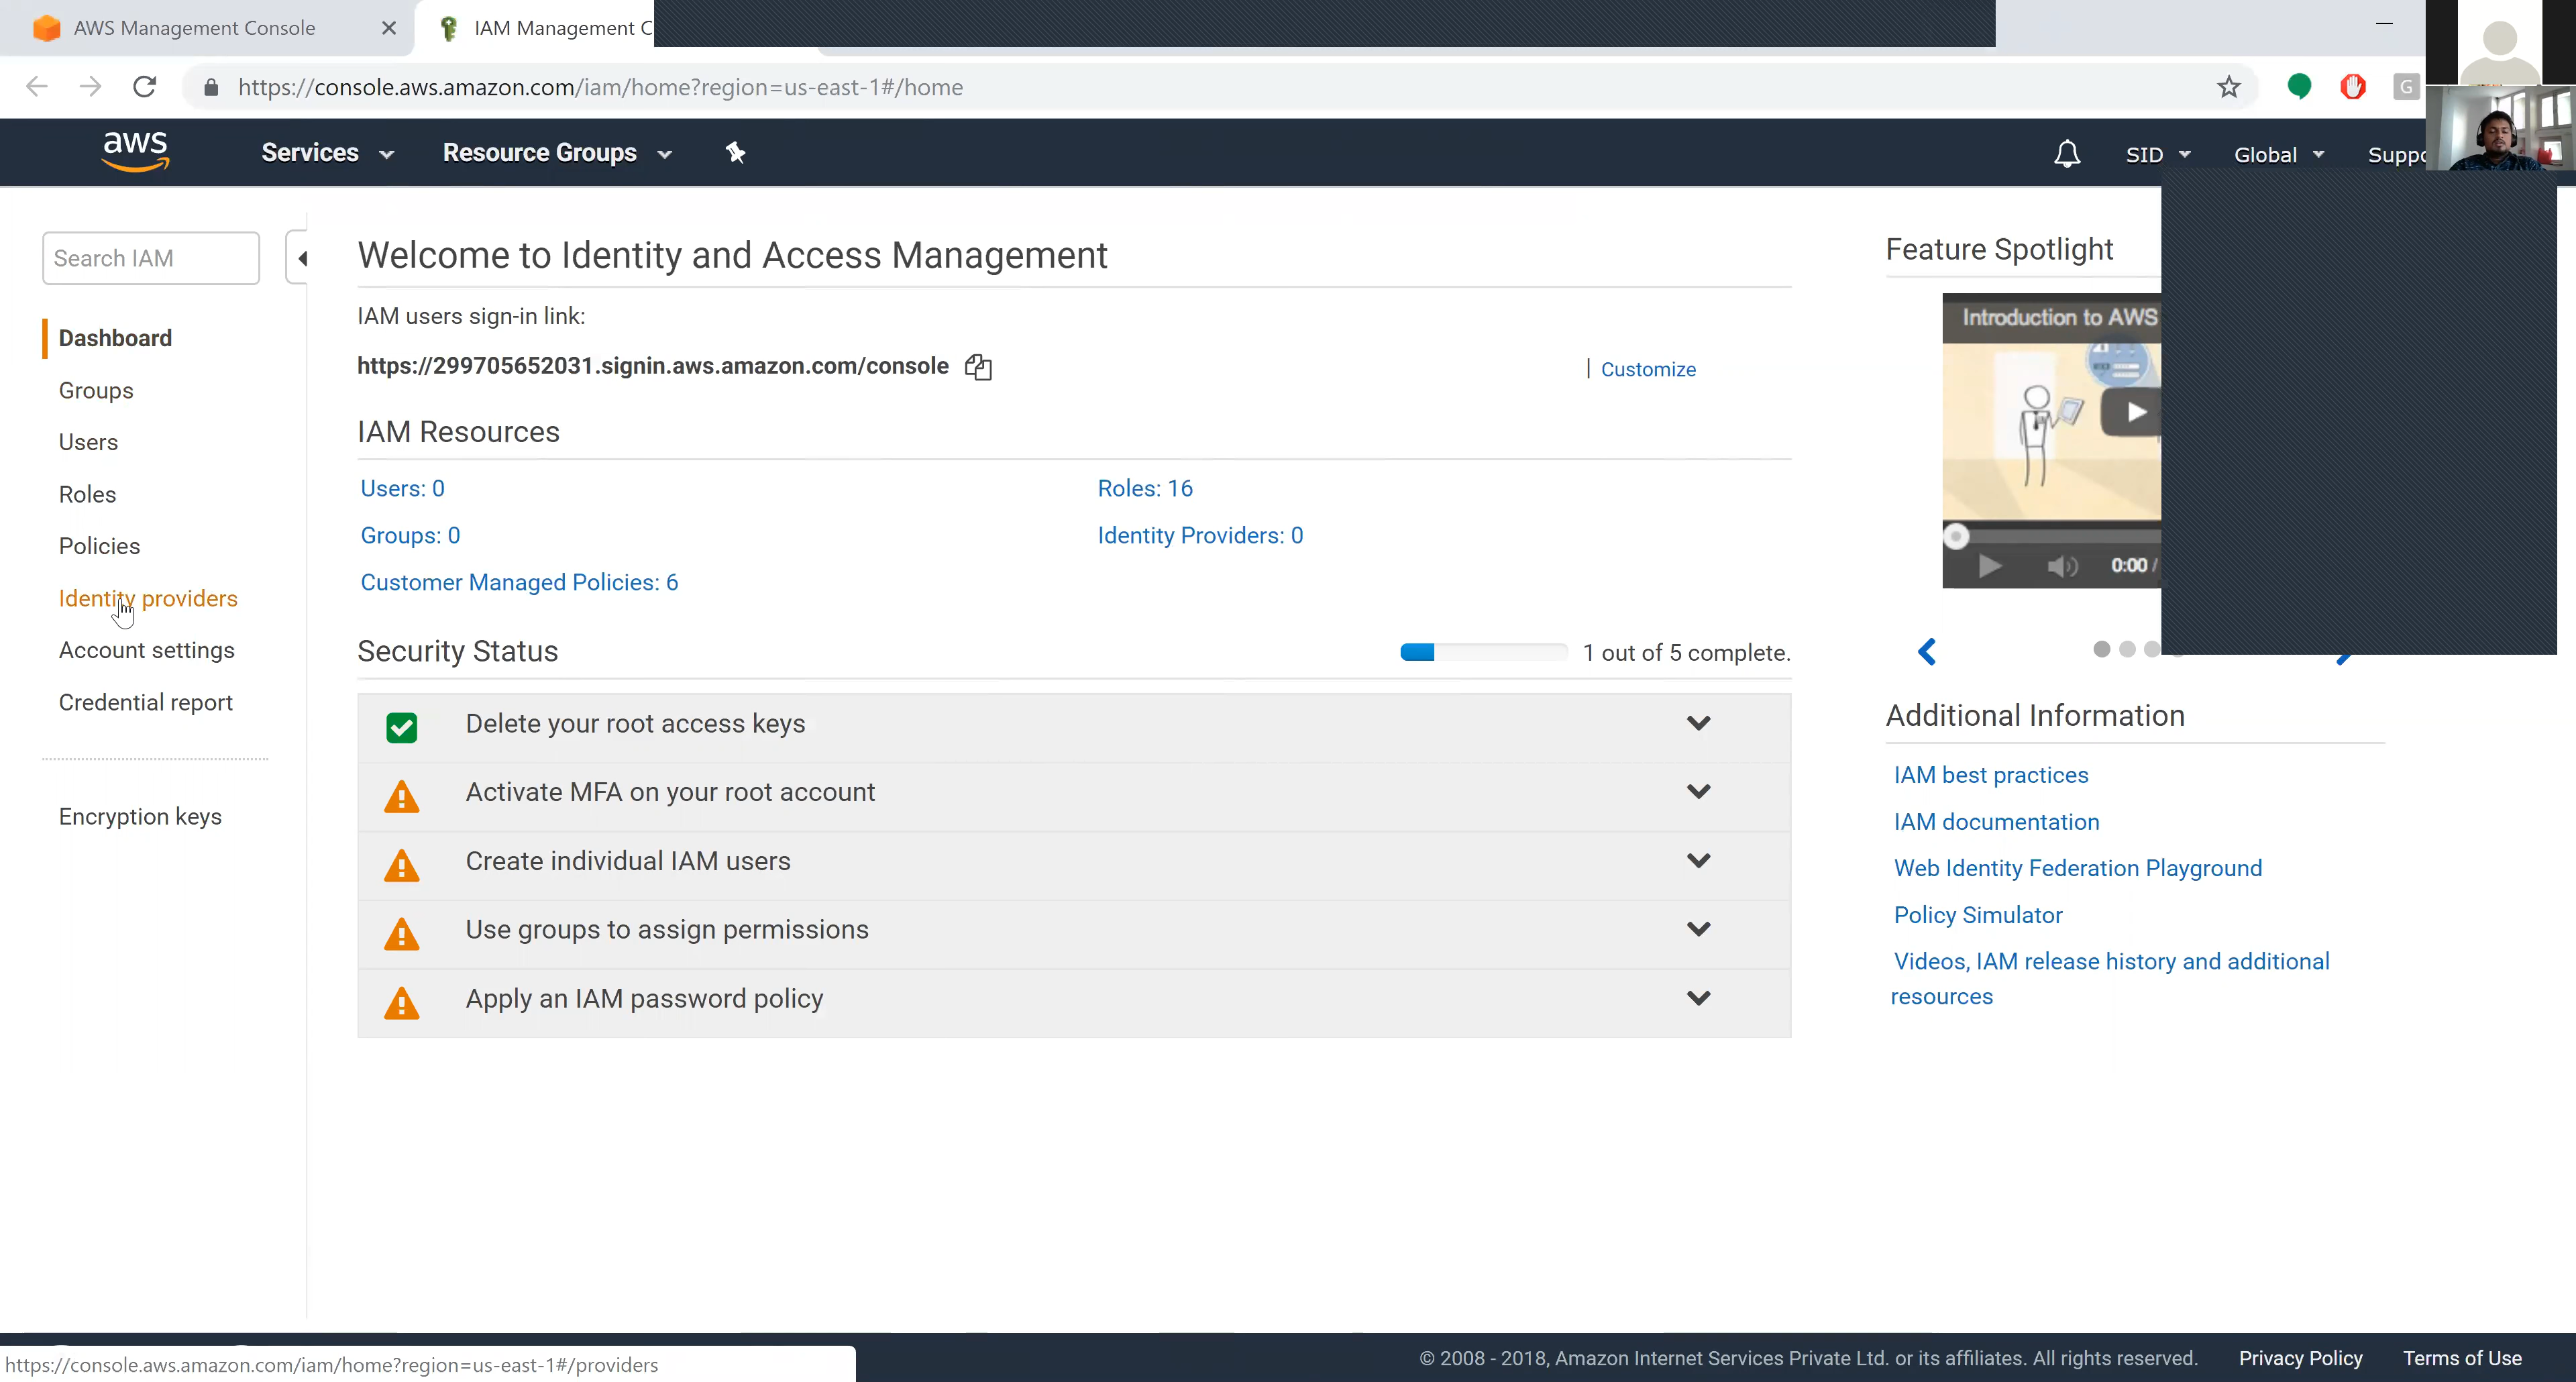 AWS Management Console
IAM Management C
https://console.aws.amazon.com/iam/home?region=us-east-1#/home
G
aws
Services
Resource Groups
SID
Global
Suppo
Search IAM
Dashboard
Groups
Users
Roles
Policies
Identity providers
Account settings
Credential report
Encryption keys
Welcome to Identity and Access Management
IAM users sign-in link:
https://299705652031.signin.aws.amazon.com/console
Customize
IAM Resources
Users: 0
Roles: 16
Groups: 0
Identity Providers: 0
Customer Managed Policies: 6
Security Status
1 out of 5 complete.
Delete your root access keys
Activate MFA on your root account
Create individual IAM users
Use groups to assign permissions
Apply an IAM password policy
Feature Spotlight
Introduction to AWS
0:00 /
Additional Information
IAM best practices
IAM documentation
Web Identity Federation Playground
Policy Simulator
Videos, IAM release history and additional
resources
https://console.aws.amazon.com/iam/home?region=us-east-1#/providers
© 2008 - 2018, Amazon Internet Services Private Ltd. or its affiliates. All rights reserved.
Privacy Policy
Terms of Use